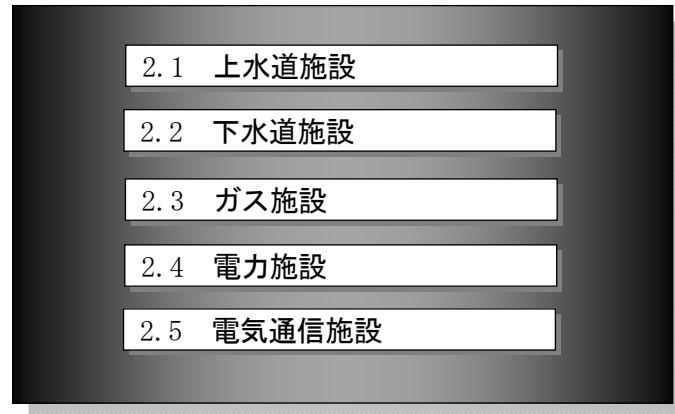 2.1 上水道施設
2.2 下水道施設
2.3 ガス施設
2.4 電力施設
2.5 電気通信施設